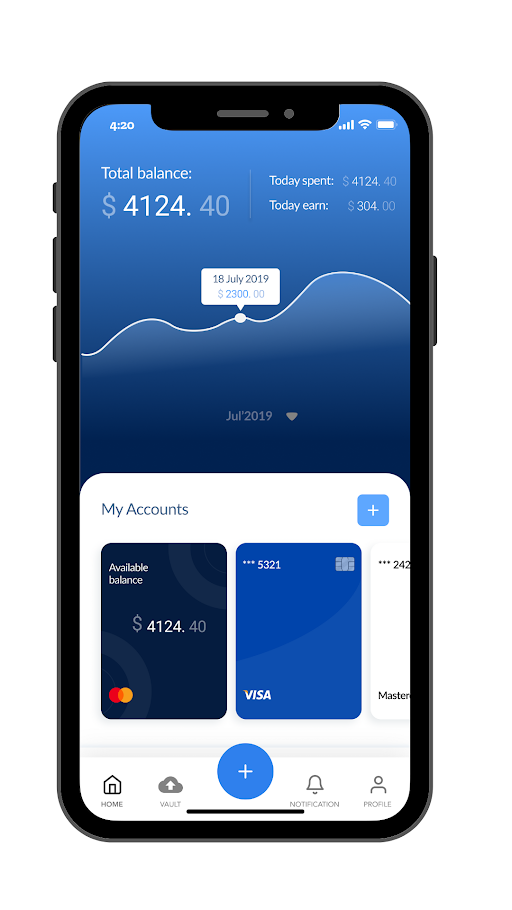 4:20
Total balance:
$ 4124. 40
Today spent: $ 4124. 40
Today earn: $ 304. 00
18 July 2019
$ 2300. 00
Jul'2019
My Accounts
+
Available
balance
$ 4124. 40
*** 5321
VISA
*** 242
Master
+
HOME
VAULT
NOTIFICATION
PROFILE